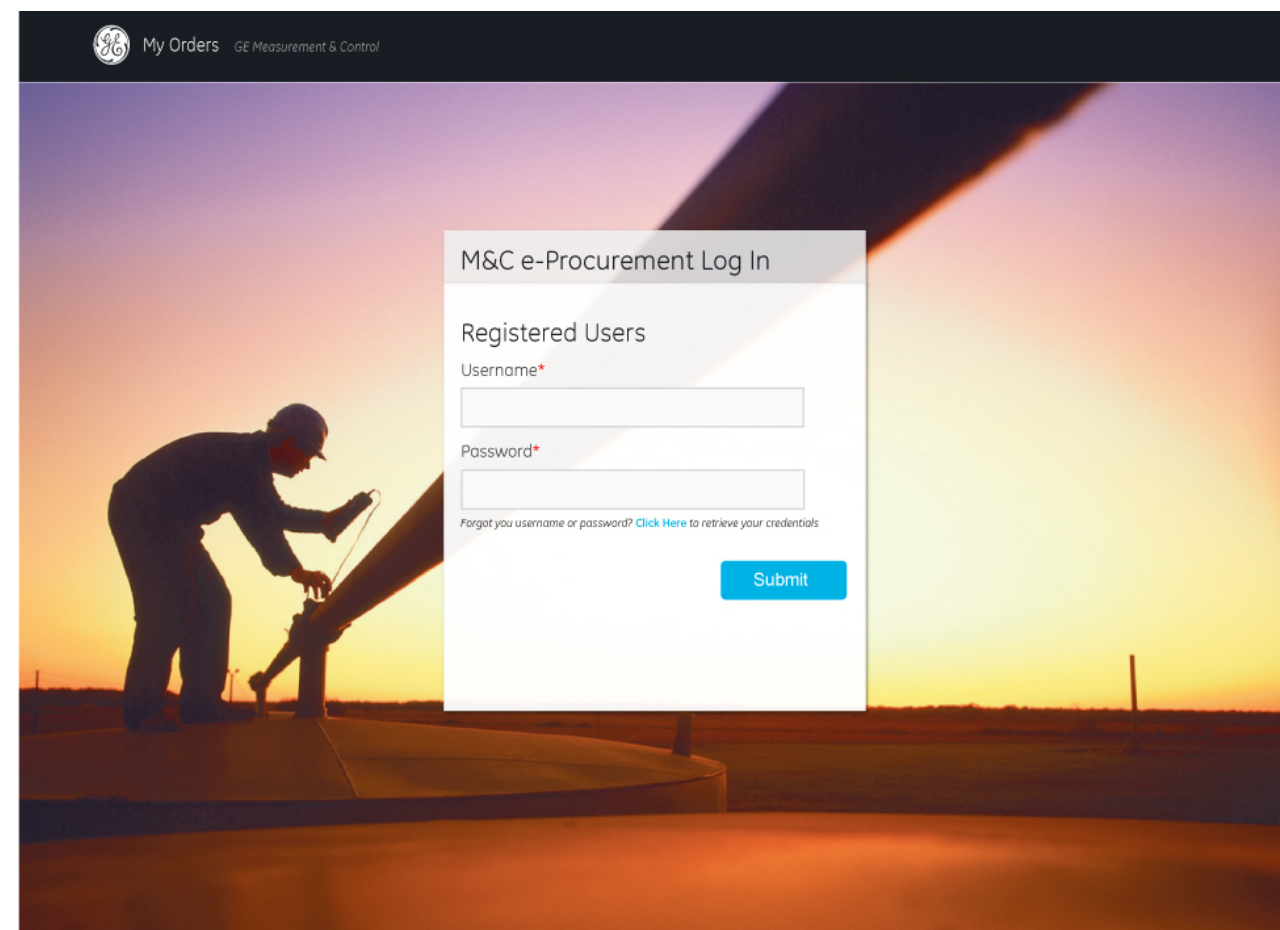 My Orders GE Measurement & Control
M&C e-Procurement Log In
Registered Users
Username*
Password*
Forgot you username or password? Click Here to retrieve your credentials
Submit